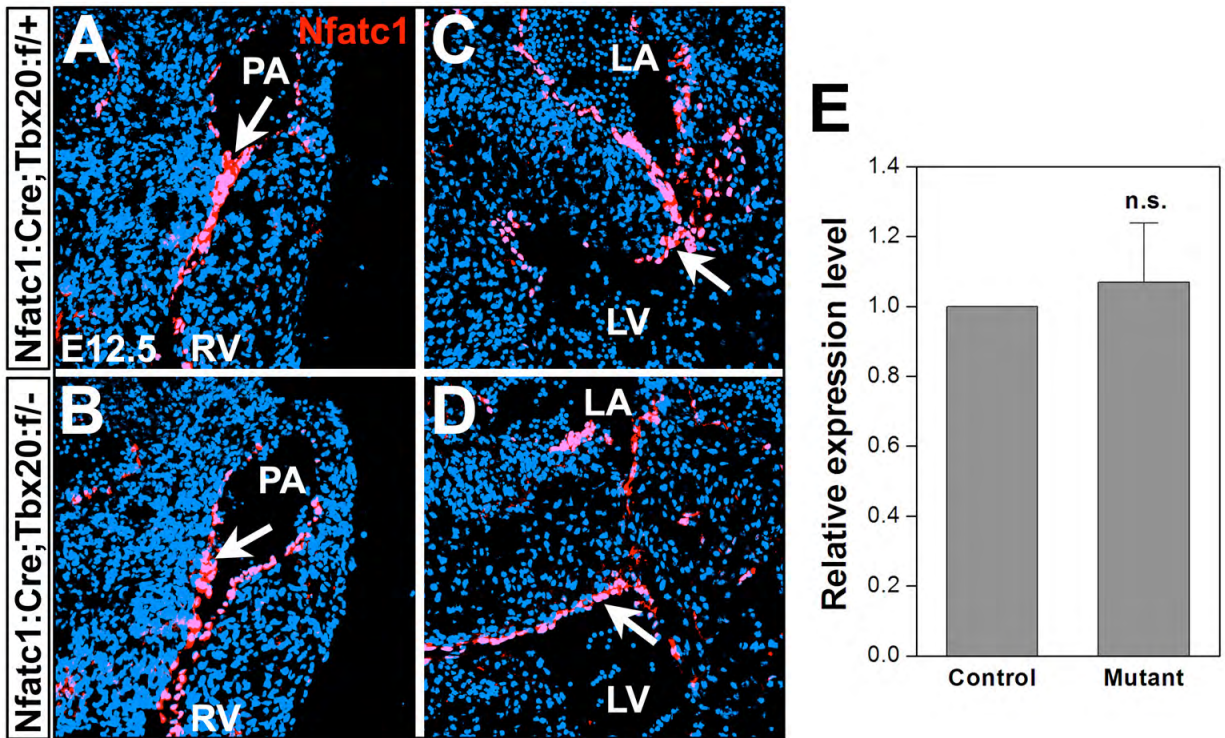 Nfatc1:Cre;Tbx20:f/+
A
Nfatc1
PA
E12.5
RV
C
LA
LV
Nfatc1:Cre;Tbx20:f/-
B
PA
RV
D
LA
LV
E
Relative expression level
1.4
1.2
1.0
0.8
0.6
0.4
0.2
0.0
n.s.
Control
Mutant